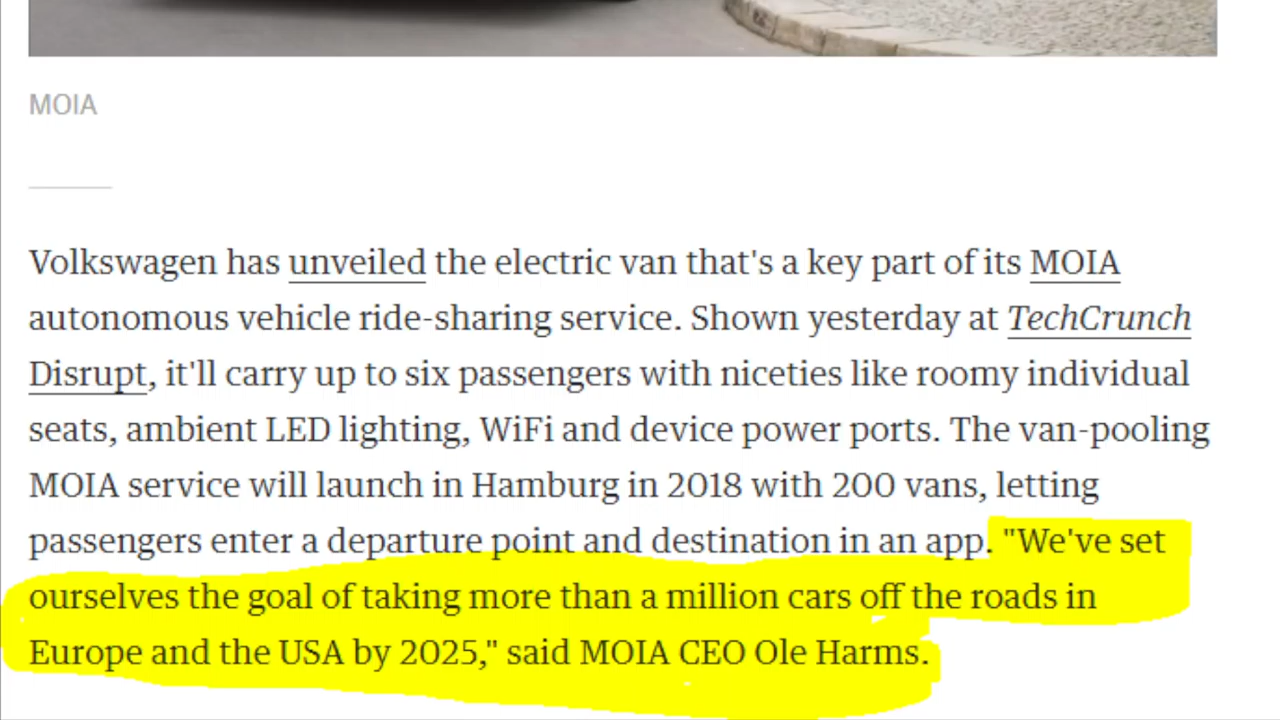 MOIA
Volkswagen has unveiled the electric van that's a key part of its MOIA
autonomous vehicle ride-sharing service. Shown yesterday at TechCrunch
Disrupt, it'll carry up to six passengers with niceties like roomy individual
seats, ambient LED lighting, WiFi and device power ports. The van-pooling
MOIA service will launch in Hamburg in 2018 with 200 vans, letting
passengers enter a departure point and destination in an app. "We've set
ourselves the goal of taking more than a million cars off the roads in
Europe and the USA by 2025," said MOIA CEO Ole Harms.